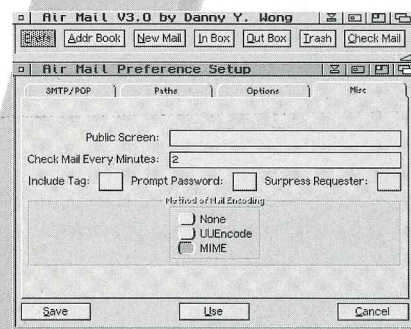 Air Mail V3.0 by Danny Y. Wong
Prefs Addr Book New Mail In Box Out Box Trash Check Mail
Air Mail Preference Setup
SMTP/POP Paths Options Misc
Public Screen:
Check Mail Every Minutes: 2
Include Tag: Prompt Password: Surpress Requester:
Method of Mail Encoding
None
UUEncode
MIME
Save Use Cancel